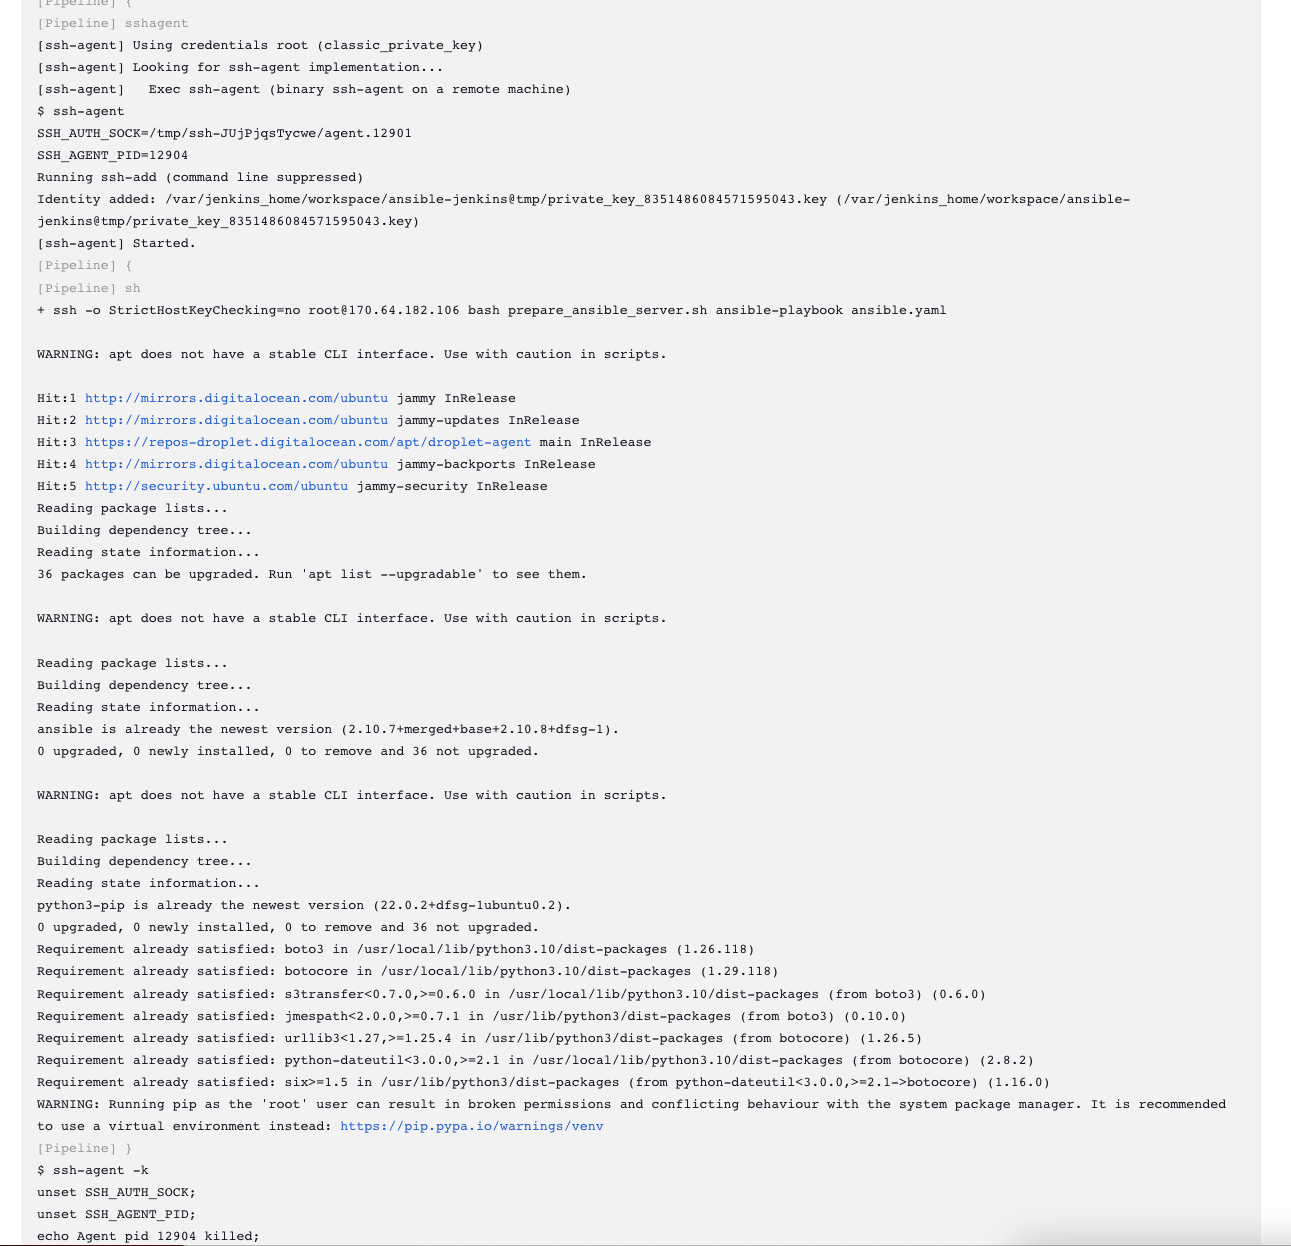 [Pipeline] {
[Pipeline] sshagent
[ssh-agent] Using credentials root (classic_private_key)
[ssh-agent] Looking for ssh-agent implementation...
[ssh-agent]   Exec ssh-agent (binary ssh-agent on a remote machine)
$ ssh-agent
SSH_AUTH_SOCK=/tmp/ssh-JUjPjqsTycwe/agent.12901
SSH_AGENT_PID=12904
Running ssh-add (command line suppressed)
Identity added: /var/jenkins_home/workspace/ansible-jenkins@tmp/private_key_8351486084571595043.key (/var/jenkins_home/workspace/ansible-
jenkins@tmp/private_key_8351486084571595043.key)
[ssh-agent] Started.
[Pipeline] {
[Pipeline] sh
+ ssh -o StrictHostKeyChecking=no root@170.64.182.106 bash prepare_ansible_server.sh ansible-playbook ansible.yaml
WARNING: apt does not have a stable CLI interface. Use with caution in scripts.
Hit:1 http://mirrors.digitalocean.com/ubuntu jammy InRelease
Hit:2 http://mirrors.digitalocean.com/ubuntu jammy-updates InRelease
Hit:3 https://repos-droplet.digitalocean.com/apt/droplet-agent main InRelease
Hit:4 http://mirrors.digitalocean.com/ubuntu jammy-backports InRelease
Hit:5 http://security.ubuntu.com/ubuntu jammy-security InRelease
Reading package lists...
Building dependency tree...
Reading state information...
36 packages can be upgraded. Run 'apt list --upgradable' to see them.
WARNING: apt does not have a stable CLI interface. Use with caution in scripts.
Reading package lists...
Building dependency tree...
Reading state information...
ansible is already the newest version (2.10.7+merged+base+2.10.8+dfsg-1).
0 upgraded, 0 newly installed, 0 to remove and 36 not upgraded.
WARNING: apt does not have a stable CLI interface. Use with caution in scripts.
Reading package lists...
Building dependency tree...
Reading state information...
python3-pip is already the newest version (22.0.2+dfsg-1ubuntu0.2).
0 upgraded, 0 newly installed, 0 to remove and 36 not upgraded.
Requirement already satisfied: boto3 in /usr/local/lib/python3.10/dist-packages (1.26.118)
Requirement already satisfied: botocore in /usr/local/lib/python3.10/dist-packages (1.29.118)
Requirement already satisfied: s3transfer<0.7.0,>=0.6.0 in /usr/local/lib/python3.10/dist-packages (from boto3) (0.6.0)
Requirement already satisfied: jmespath<2.0.0,>=0.7.1 in /usr/lib/python3/dist-packages (from boto3) (0.10.0)
Requirement already satisfied: urllib3<1.27,>=1.25.4 in /usr/lib/python3/dist-packages (from botocore) (1.26.5)
Requirement already satisfied: python-dateutil<3.0.0,>=2.1 in /usr/local/lib/python3.10/dist-packages (from botocore) (2.8.2)
Requirement already satisfied: six>=1.5 in /usr/lib/python3/dist-packages (from python-dateutil<3.0.0,>=2.1->botocore) (1.16.0)
WARNING: Running pip as the 'root' user can result in broken permissions and conflicting behaviour with the system package manager. It is recommended
to use a virtual environment instead: https://pip.pypa.io/warnings/venv
[Pipeline] }
$ ssh-agent -k
unset SSH_AUTH_SOCK;
unset SSH_AGENT_PID;
echo Agent pid 12904 killed;